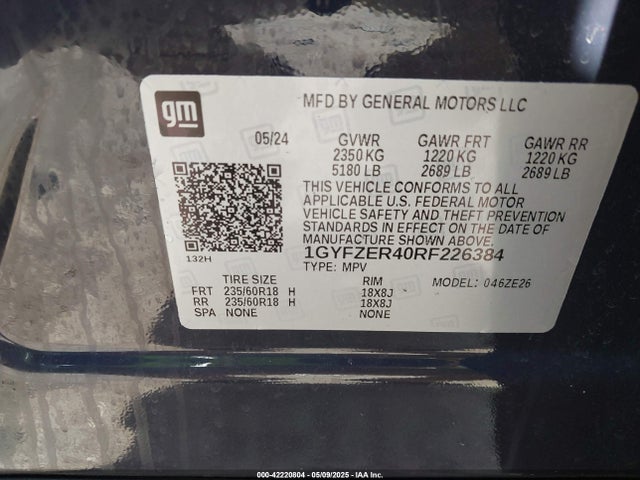 gm
MFD BY GENERAL MOTORS LLC
05/24 GVWR GAWR FRT GAWR RR
2350 KG 1220 KG 1220 KG
5180 LB 2689 LB 2689 LB
THIS VEHICLE CONFORMS TO ALL
APPLICABLE U.S. FEDERAL MOTOR
VEHICLE SAFETY AND THEFT PREVENTION
STANDARDS IN EFFECT ON THE DATE OF
MANUFACTURE SHOWN ABOVE.
132H 1GYFZER40RF226384
TYPE: MPV MODEL: 046ZE26
TIRE SIZE RIM
FRT 235/60R18 H 18X8J
RR 235/60R18 H 18X8J
SPA NONE NONE
000-42220804 - 05/09/2025 - IAA Inc.